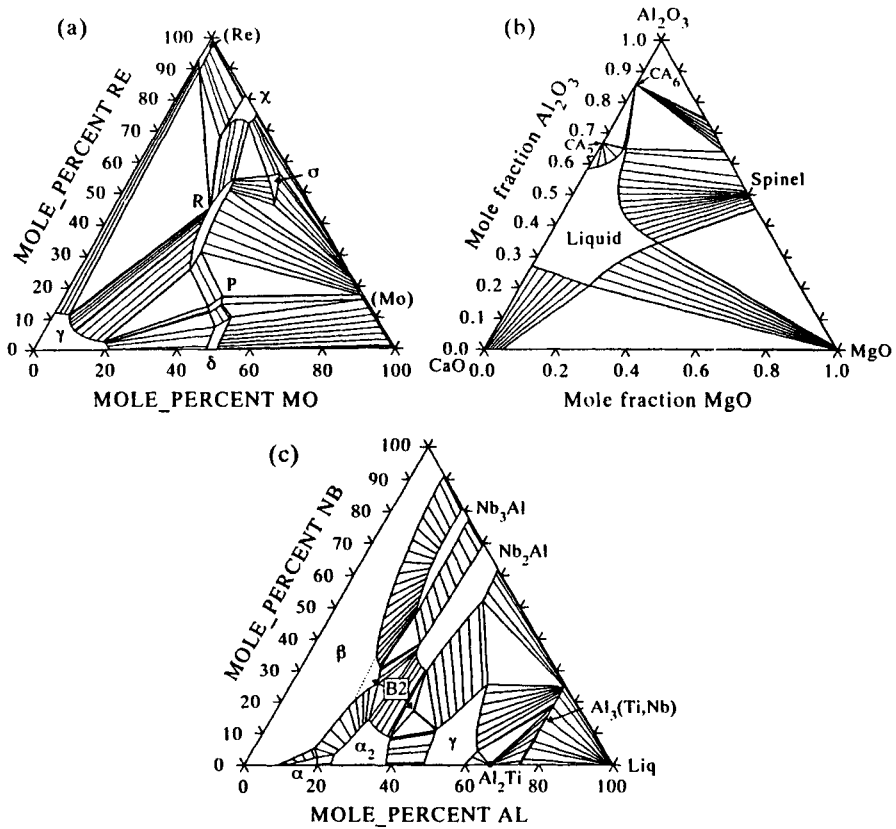 (a)
100
(Re)
90
80
χ
70
60
σ
50
R
40
30
20
P
(Mo)
10
γ
0
δ
0
20
40
60
80
100
MOLE_PERCENT RE
MOLE_PERCENT MO
(b)
Al2O3
1.0
0.9
CA6
0.8
0.7
CA2
0.6
0.5
Spinel
0.4
Liquid
0.3
0.2
0.1
0.0
CaO
MgO
0.0
0.2
0.4
0.6
0.8
1.0
Mole fraction Al2O3
Mole fraction MgO
(c)
100
90
80
Nb3Al
70
Nb2Al
60
50
40
β
30
B2
20
Al3(Ti,Nb)
10
α2
γ
0
α
Al2Ti
Liq
0
20
40
60
80
100
MOLE_PERCENT NB
MOLE_PERCENT AL